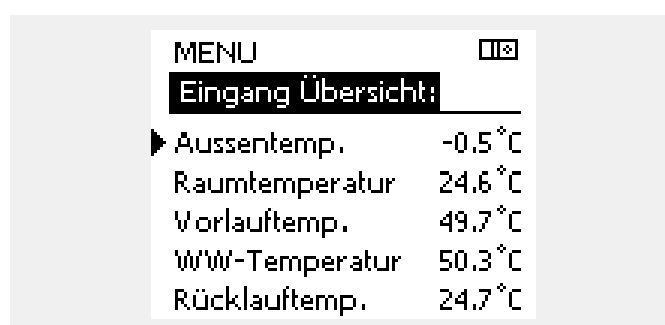 MENU
Eingang Übersicht:
Aussentemp. -0.5°C
Raumtemperatur 24.6°C
Vorlauftemp. 49.7°C
WW-Temperatur 50.3°C
Rücklauftemp. 24.7°C